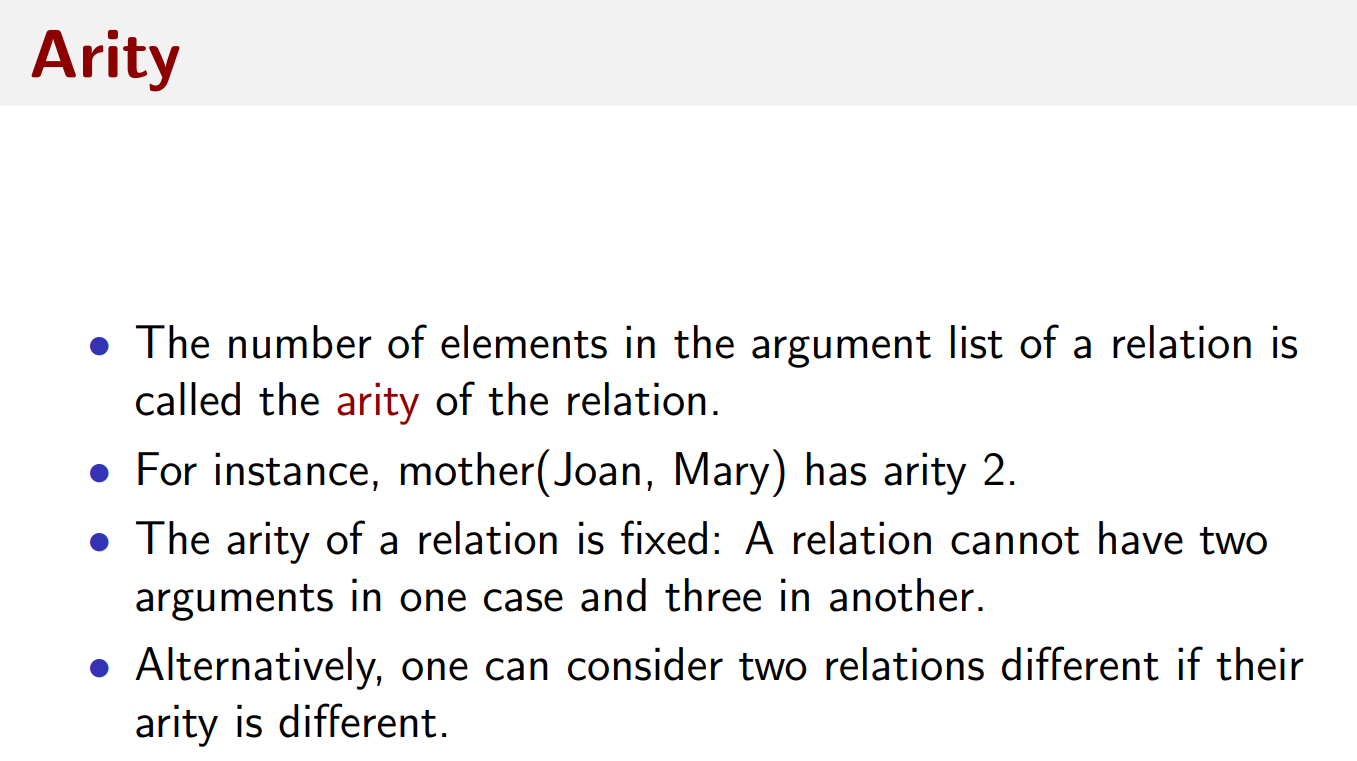 Arity
• The number of elements in the argument list of a relation is
called the arity of the relation.
• For instance, mother(Joan, Mary) has arity 2.
• The arity of a relation is fixed: A relation cannot have two
arguments in one case and three in another.
• Alternatively, one can consider two relations different if their
arity is different.